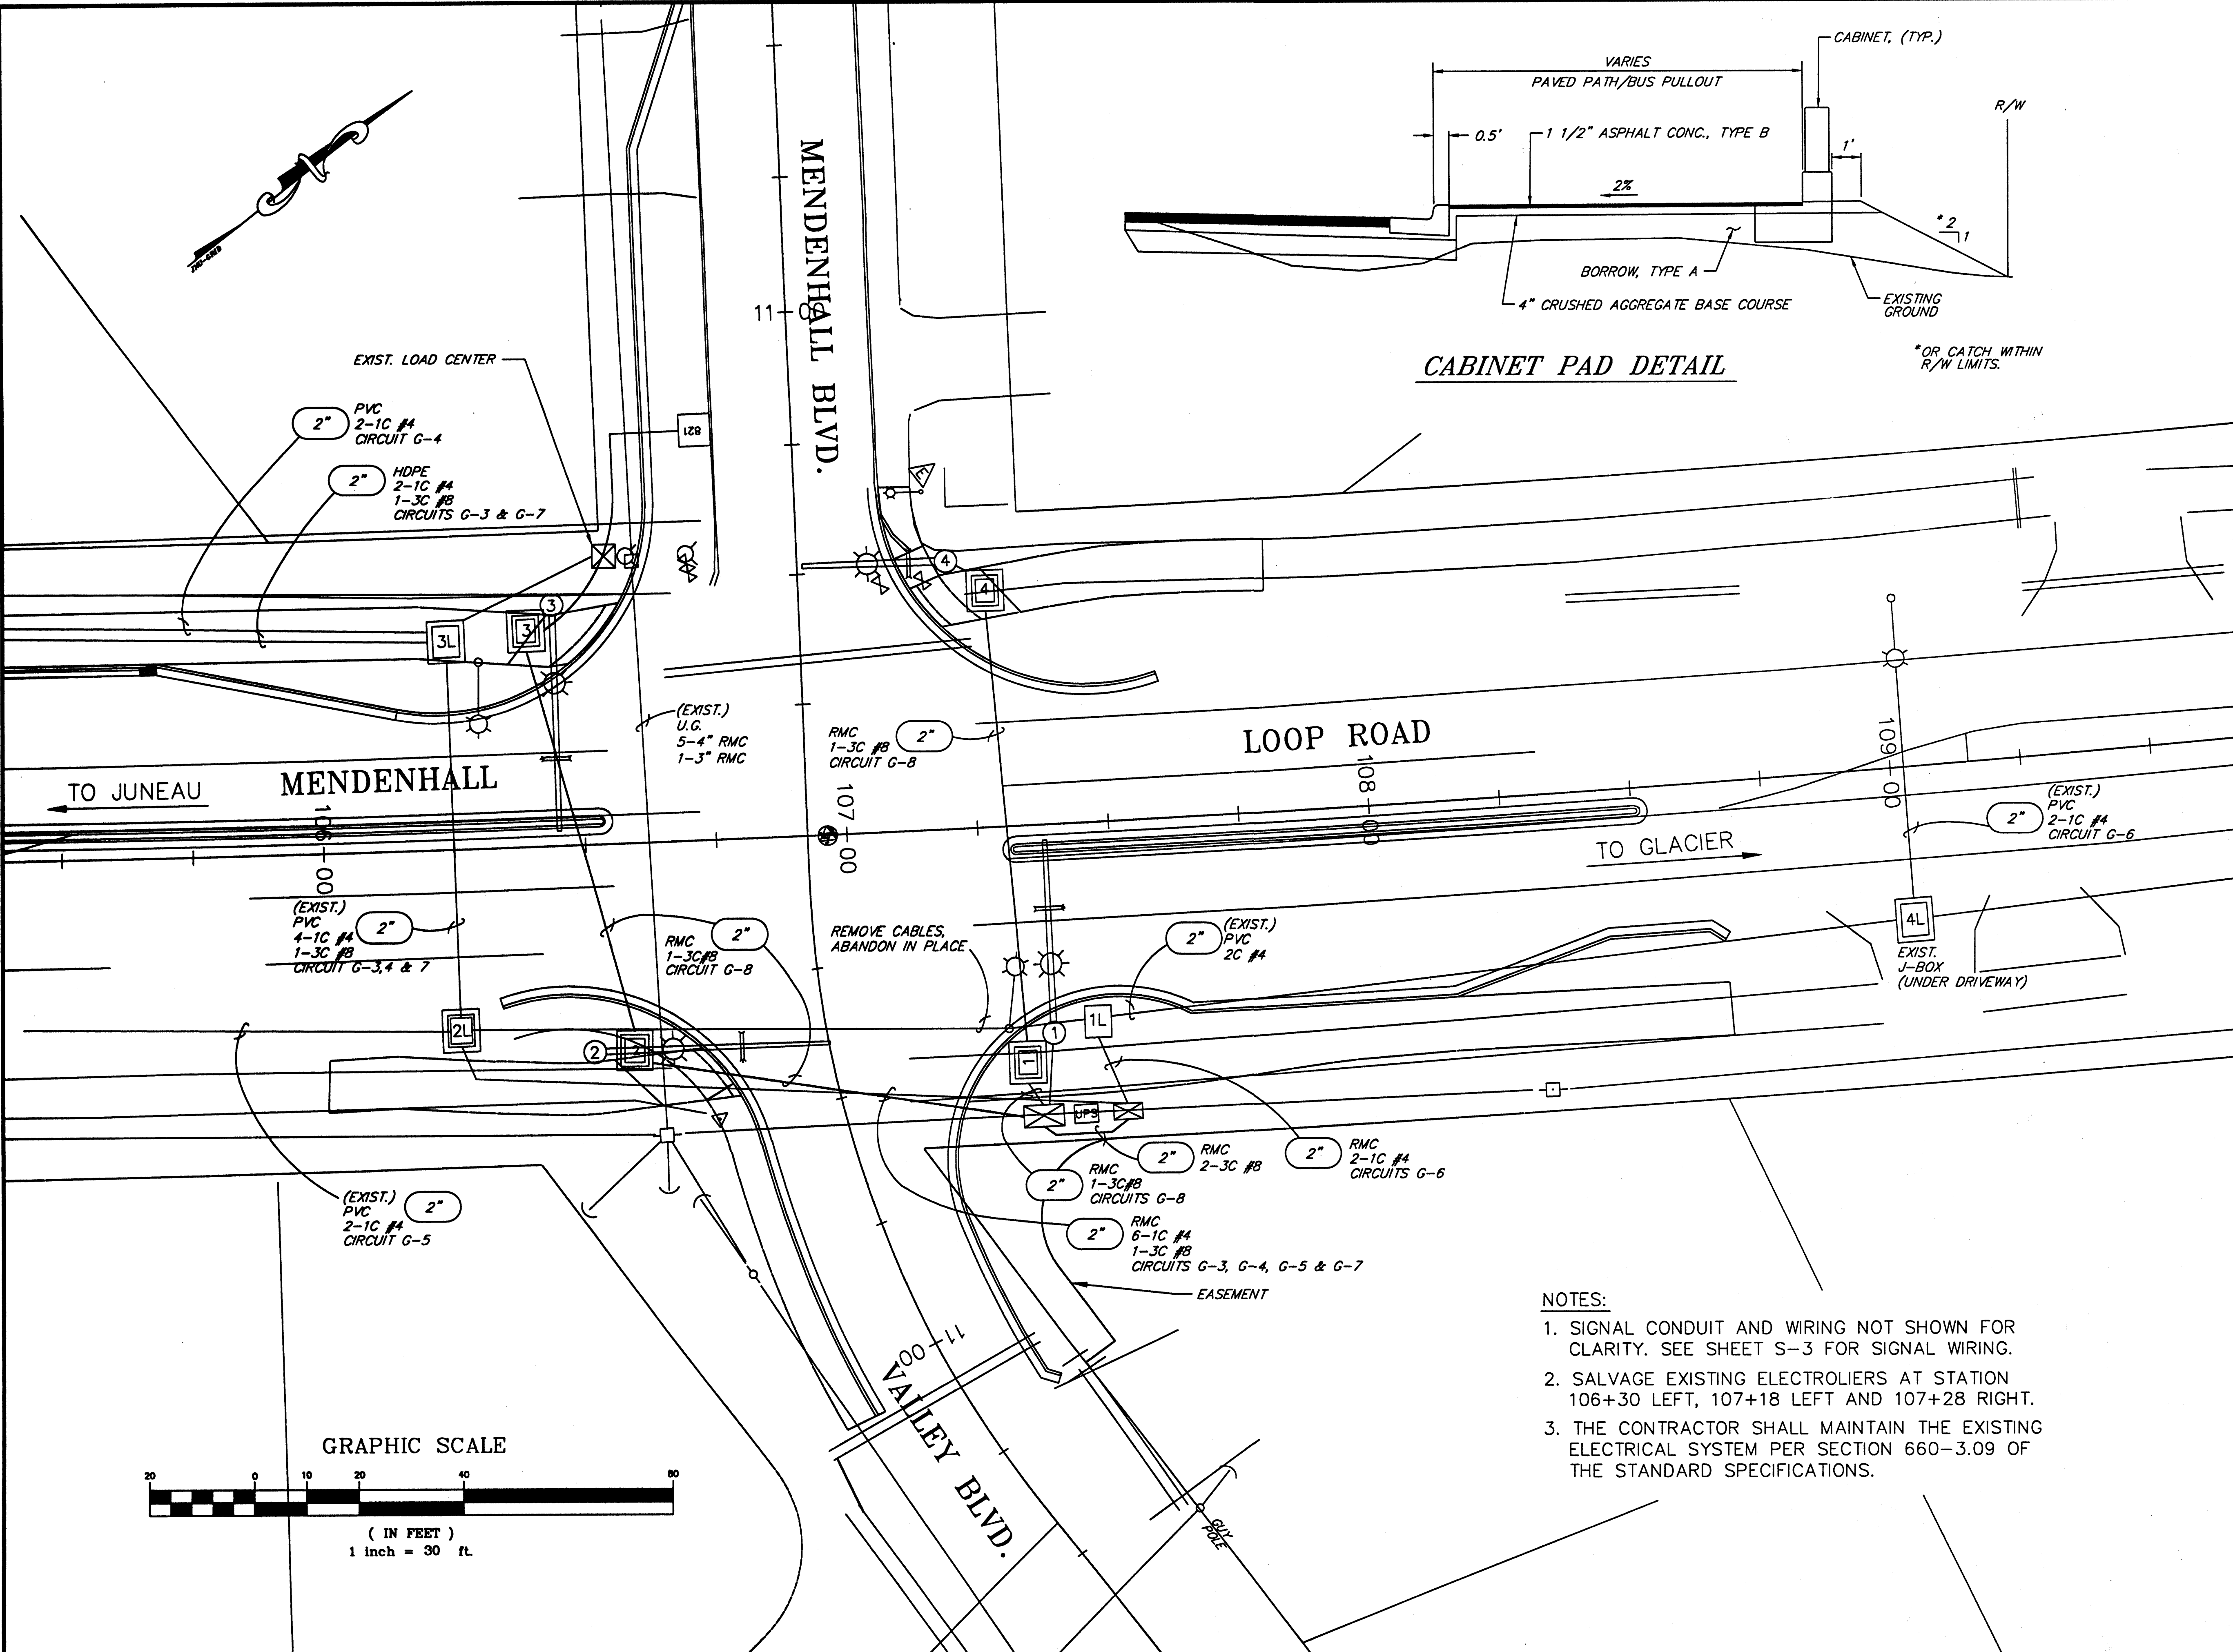 CABINET, (TYP.)
VARIES
PAVED PATH/BUS PULLOUT
R/W
0.5'
1 1/2" ASPHALT CONC., TYPE B
1'
2%
* 2
1
BORROW, TYPE A
4" CRUSHED AGGREGATE BASE COURSE
EXISTING
GROUND
CABINET PAD DETAIL
*OR CATCH WITHIN
R/W LIMITS.
MENDENHALL BLVD.
11+00
EXIST. LOAD CENTER
821
2"
PVC
2-1C #4
CIRCUIT G-4
2"
HDPE
2-1C #4
1-3C #8
CIRCUITS G-3 & G-7
E
3
3L
3
4
4
(EXIST.)
U.G.
5-4" RMC
1-3" RMC
RMC
1-3C #8
CIRCUIT G-8
2"
LOOP ROAD
TO JUNEAU
MENDENHALL
106+00
107+00
108+00
109+00
TO GLACIER
(EXIST.)
PVC
2-1C #4
CIRCUIT G-6
2"
(EXIST.)
PVC
4-1C #4
1-3C #8
CIRCUIT G-3,4 & 7
2"
RMC
1-3C#8
CIRCUIT G-8
2"
REMOVE CABLES,
ABANDON IN PLACE
2"
(EXIST.)
PVC
2C #4
4L
EXIST.
J-BOX
(UNDER DRIVEWAY)
2L
2
2
1
1L
1
UPS
(EXIST.)
PVC
2-1C #4
CIRCUIT G-5
2"
2"
RMC
2-3C #8
2"
RMC
2-1C #4
CIRCUITS G-6
2"
RMC
1-3C#8
CIRCUITS G-8
2"
RMC
6-1C #4
1-3C #8
CIRCUITS G-3, G-4, G-5 & G-7
EASEMENT
11+00
VALLEY BLVD.
GUY
POLE
NOTES:
1. SIGNAL CONDUIT AND WIRING NOT SHOWN FOR
CLARITY. SEE SHEET S-3 FOR SIGNAL WIRING.
2. SALVAGE EXISTING ELECTROLIERS AT STATION
106+30 LEFT, 107+18 LEFT AND 107+28 RIGHT.
3. THE CONTRACTOR SHALL MAINTAIN THE EXISTING
ELECTRICAL SYSTEM PER SECTION 660-3.09 OF
THE STANDARD SPECIFICATIONS.
GRAPHIC SCALE
20 0 10 20 40 80
( IN FEET )
1 inch = 30 ft.